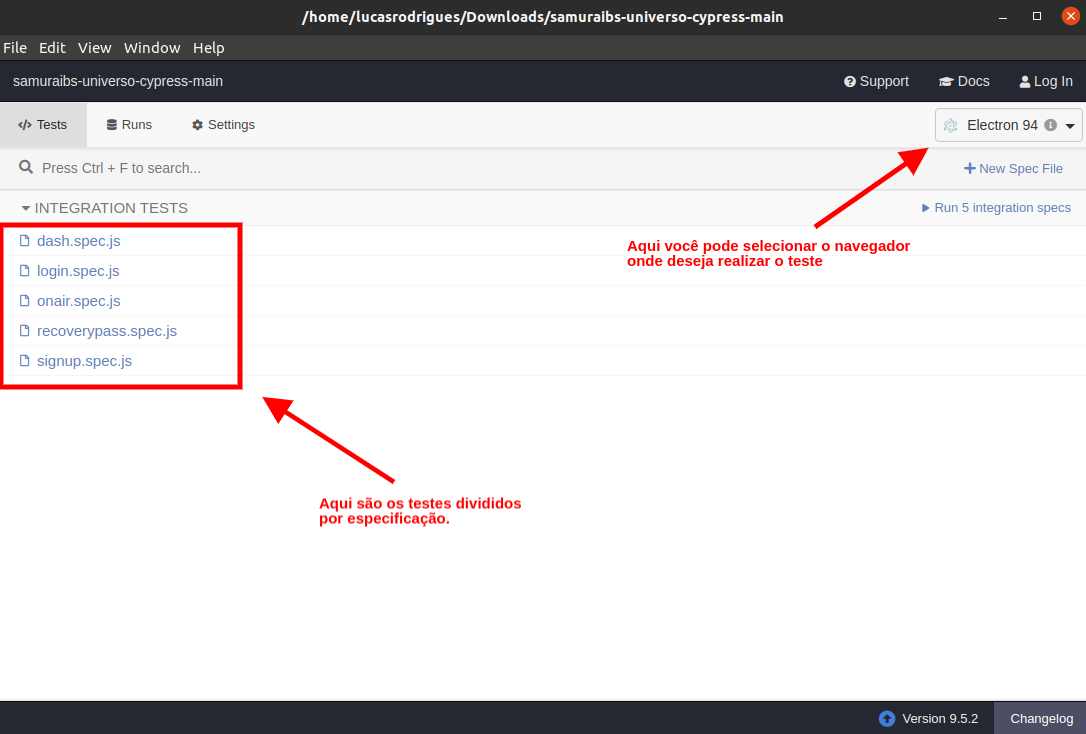 /home/lucasrodrigues/Downloads/samuraibs-universo-cypress-main
File Edit View Window Help
samuraibs-universo-cypress-main Support Docs Log In
Tests Runs Settings Electron 94
Press Ctrl + F to search... New Spec File
INTEGRATION TESTS Run 5 integration specs
dash.spec.js
login.spec.js
onair.spec.js
recoverypass.spec.js
signup.spec.js
Aqui você pode selecionar o navegador
onde deseja realizar o teste
Aqui são os testes divididos
por especificação.
Version 9.5.2 Changelog